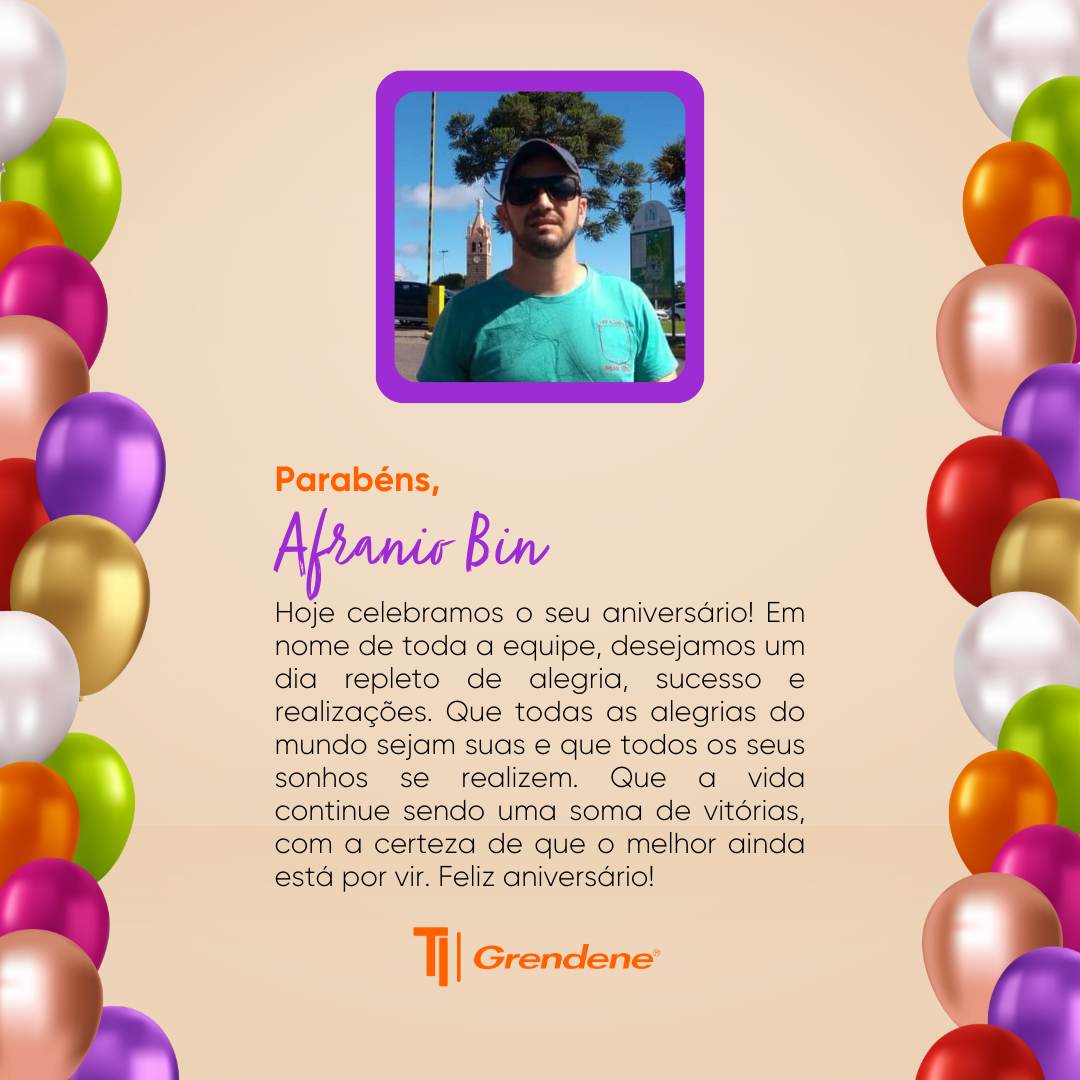 Parabéns,
Afranio Bin
Hoje celebramos o seu aniversário! Em
nome de toda a equipe, desejamos um
dia repleto de alegria, sucesso e
realizações. Que todas as alegrias do
mundo sejam suas e que todos os seus
sonhos se realizem. Que a vida
continue sendo uma soma de vitórias,
com a certeza de que o melhor ainda
está por vir. Feliz aniversário!
TI | Grendene®